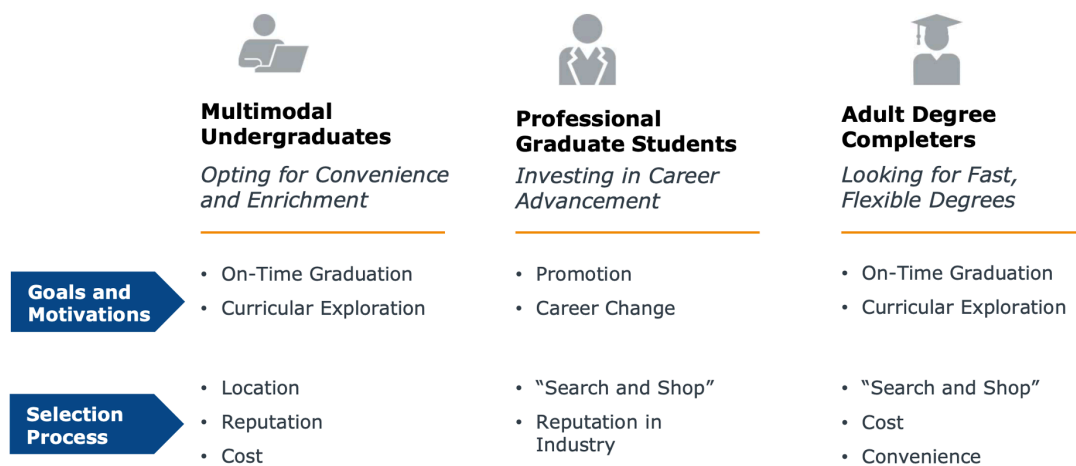 Multimodal
Undergraduates
Opting for Convenience
and Enrichment
Professional
Graduate Students
Investing in Career
Advancement
Adult Degree
Completers
Looking for Fast,
Flexible Degrees
Goals and
Motivations
• On-Time Graduation
• Curricular Exploration
• Promotion
• Career Change
• On-Time Graduation
• Curricular Exploration
Selection
Process
• Location
• Reputation
• Cost
• “Search and Shop”
• Reputation in
Industry
• “Search and Shop”
• Cost
• Convenience